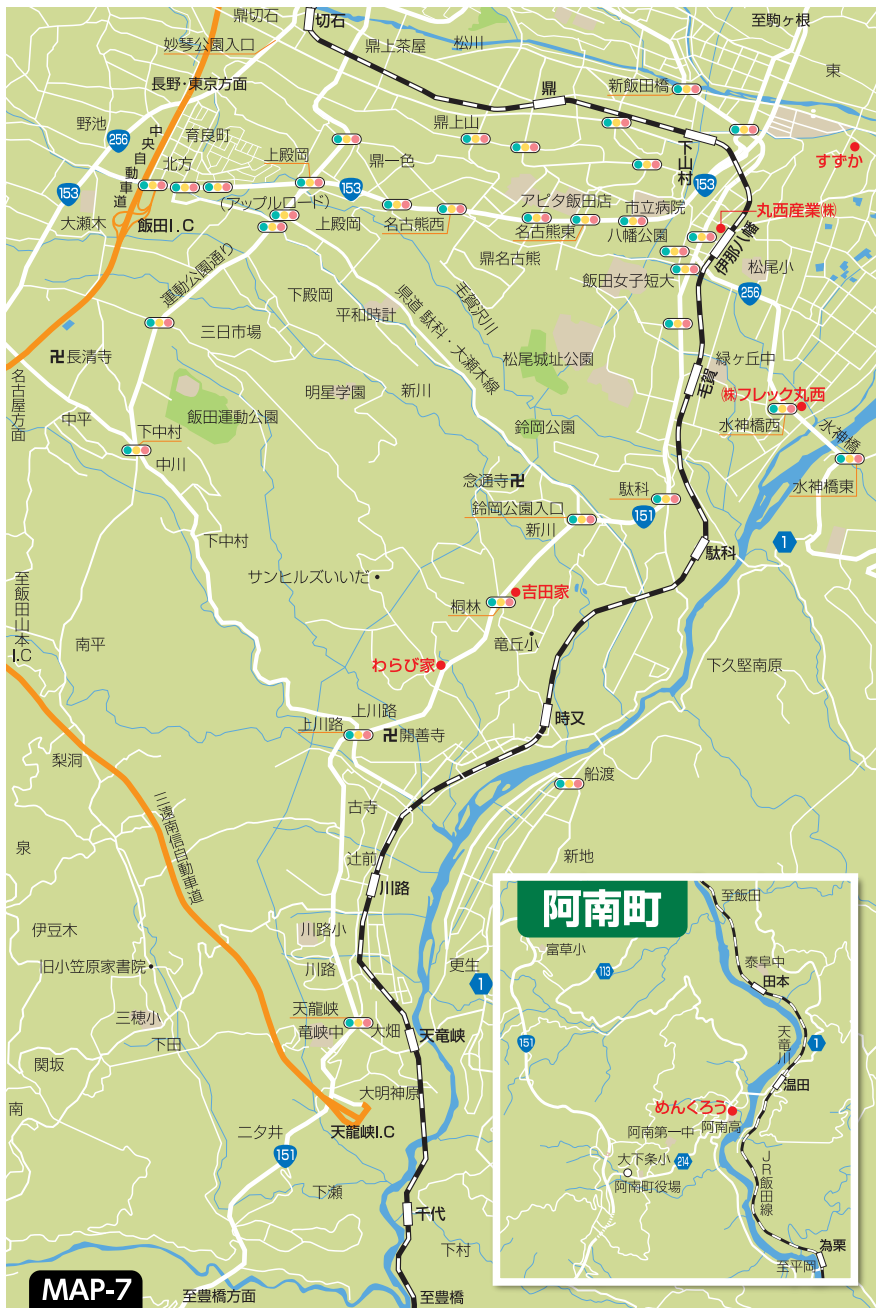 鼎切石
切石
至駒ヶ根
妙琴公園入口
鼎上茶屋
松川
東
長野・東京方面
鼎
新飯田橋
野池
256
中央自動車道
育良町
鼎上山
下山村
すずか
北方
上殿岡
鼎一色
153
153
153
(アップルロード)
アピタ飯田店
市立病院
丸西産業㈱
大瀬木
飯田I.C
上殿岡
名古熊西
名古熊東
八幡公園
伊那八幡
運動公園通り
鼎名古熊
飯田女子短大
松尾小
下殿岡
県道 駄科・大瀬木線
毛賀沢川
256
三日市場
平和時計
卍長清寺
松尾城址公園
緑ヶ丘中
名古屋方面
明星学園
新川
毛賀
㈱フレック丸西
中平
飯田運動公園
水神橋西
水神橋
下中村
鈴岡公園
中川
念通寺卍
駄科
水神橋東
鈴岡公園入口
151
下中村
新川
駄科
1
至飯田山本I.C
サンヒルズいいだ
吉田家
桐林
南平
竜丘小
わらび家
下久堅南原
上川路
時又
上川路
卍開善寺
梨洞
船渡
三遠南信自動車道
古寺
泉
辻前
新地
川路
伊豆木
川路小
旧小笠原家書院
川路
更生
1
三穂小
天龍峡
竜峡中
大畑
天竜峡
下田
関坂
南
大明神原
天龍峡I.C
二タ井
151
下瀬
千代
下村
MAP-7
至豊橋方面
至豊橋
阿南町
至飯田
富草小
113
泰阜中
田本
151
天竜川
1
温田
めんくろう
阿南高
阿南第一中
大下条小
214
阿南町役場
JR飯田線
為栗
至平岡